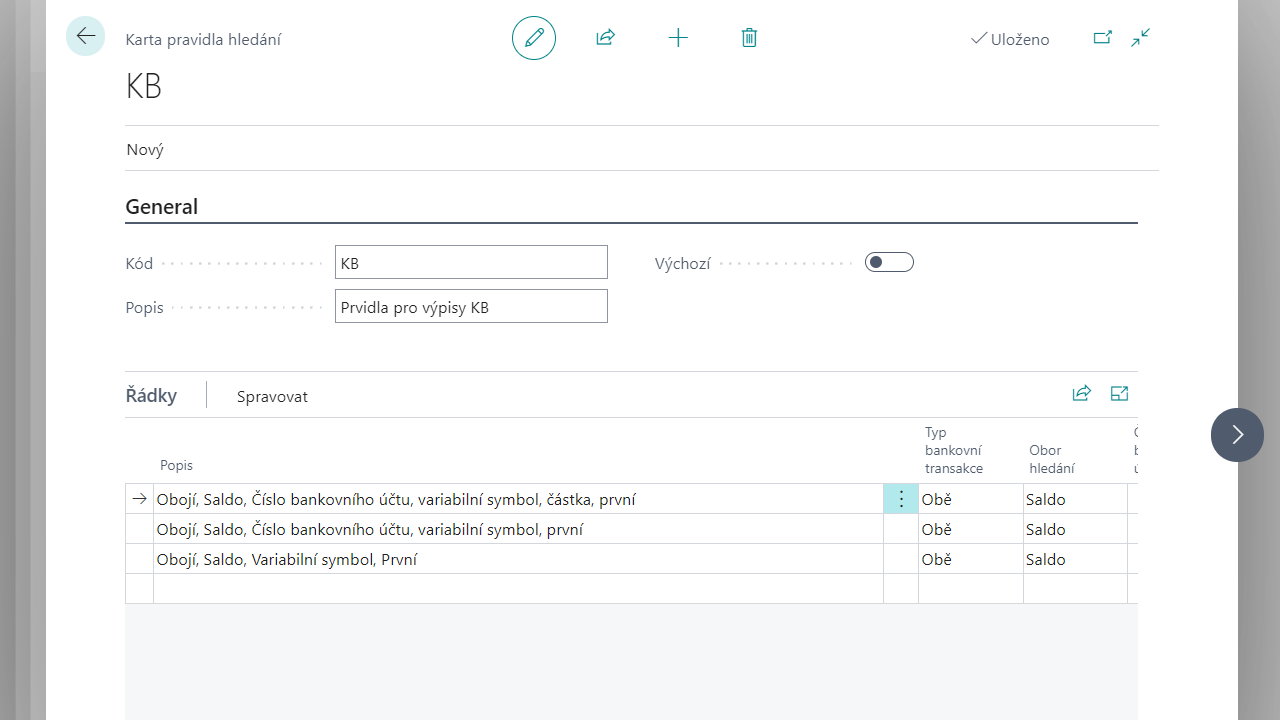 Karta pravidla hledání
Uloženo
KB
Nový
General
Kód
KB
Výchozí
Popis
Prvidla pro výpisy KB
Řádky
Spravovat
Popis
Typ
bankovní
transakce
Obor
hledání
Obojí, Saldo, Číslo bankovního účtu, variabilní symbol, částka, první
Obě
Saldo
Obojí, Saldo, Číslo bankovního účtu, variabilní symbol, první
Obě
Saldo
Obojí, Saldo, Variabilní symbol, První
Obě
Saldo